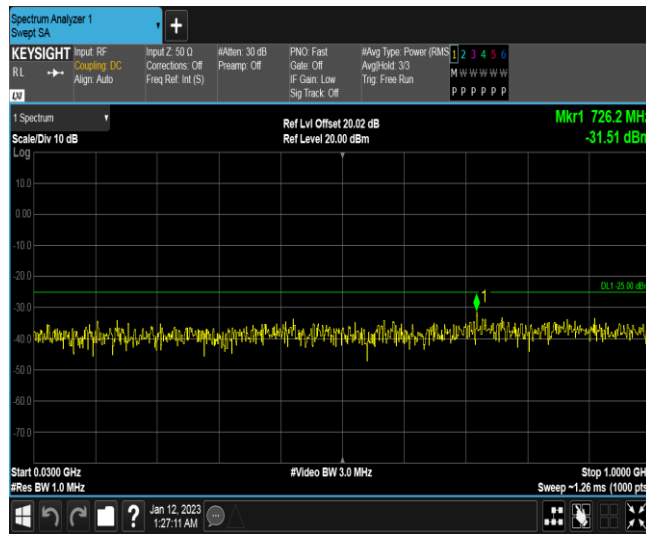 Spectrum Analyzer 1
Swept SA
+
KEYSIGHT Input: RF Input Z: 50 Ω #Atten: 30 dB PNO: Fast #Avg Type: Power (RMS 1 2 3 4 5 6
RL Coupling: DC Corrections: Off Preamp: Off Gate: Off Avg|Hold: 3/3 M W W W W W
Align: Auto Freq Ref: Int (S) IF Gain: Low Trig: Free Run
LXI Sig Track: Off P P P P P P
1 Spectrum Ref Lvl Offset 20.02 dB Mkr1 726.2 MHz
Scale/Div 10 dB Ref Level 20.00 dBm -31.51 dBm
Log
10.0
0.00
-10.0
-20.0
DL1 -25.00 dBm
1
-30.0
-40.0
-50.0
-60.0
-70.0
Start 0.0300 GHz #Video BW 3.0 MHz Stop 1.0000 GH
#Res BW 1.0 MHz Sweep ~1.26 ms (1000 pts
? Jan 12, 2023
1:27:11 AM